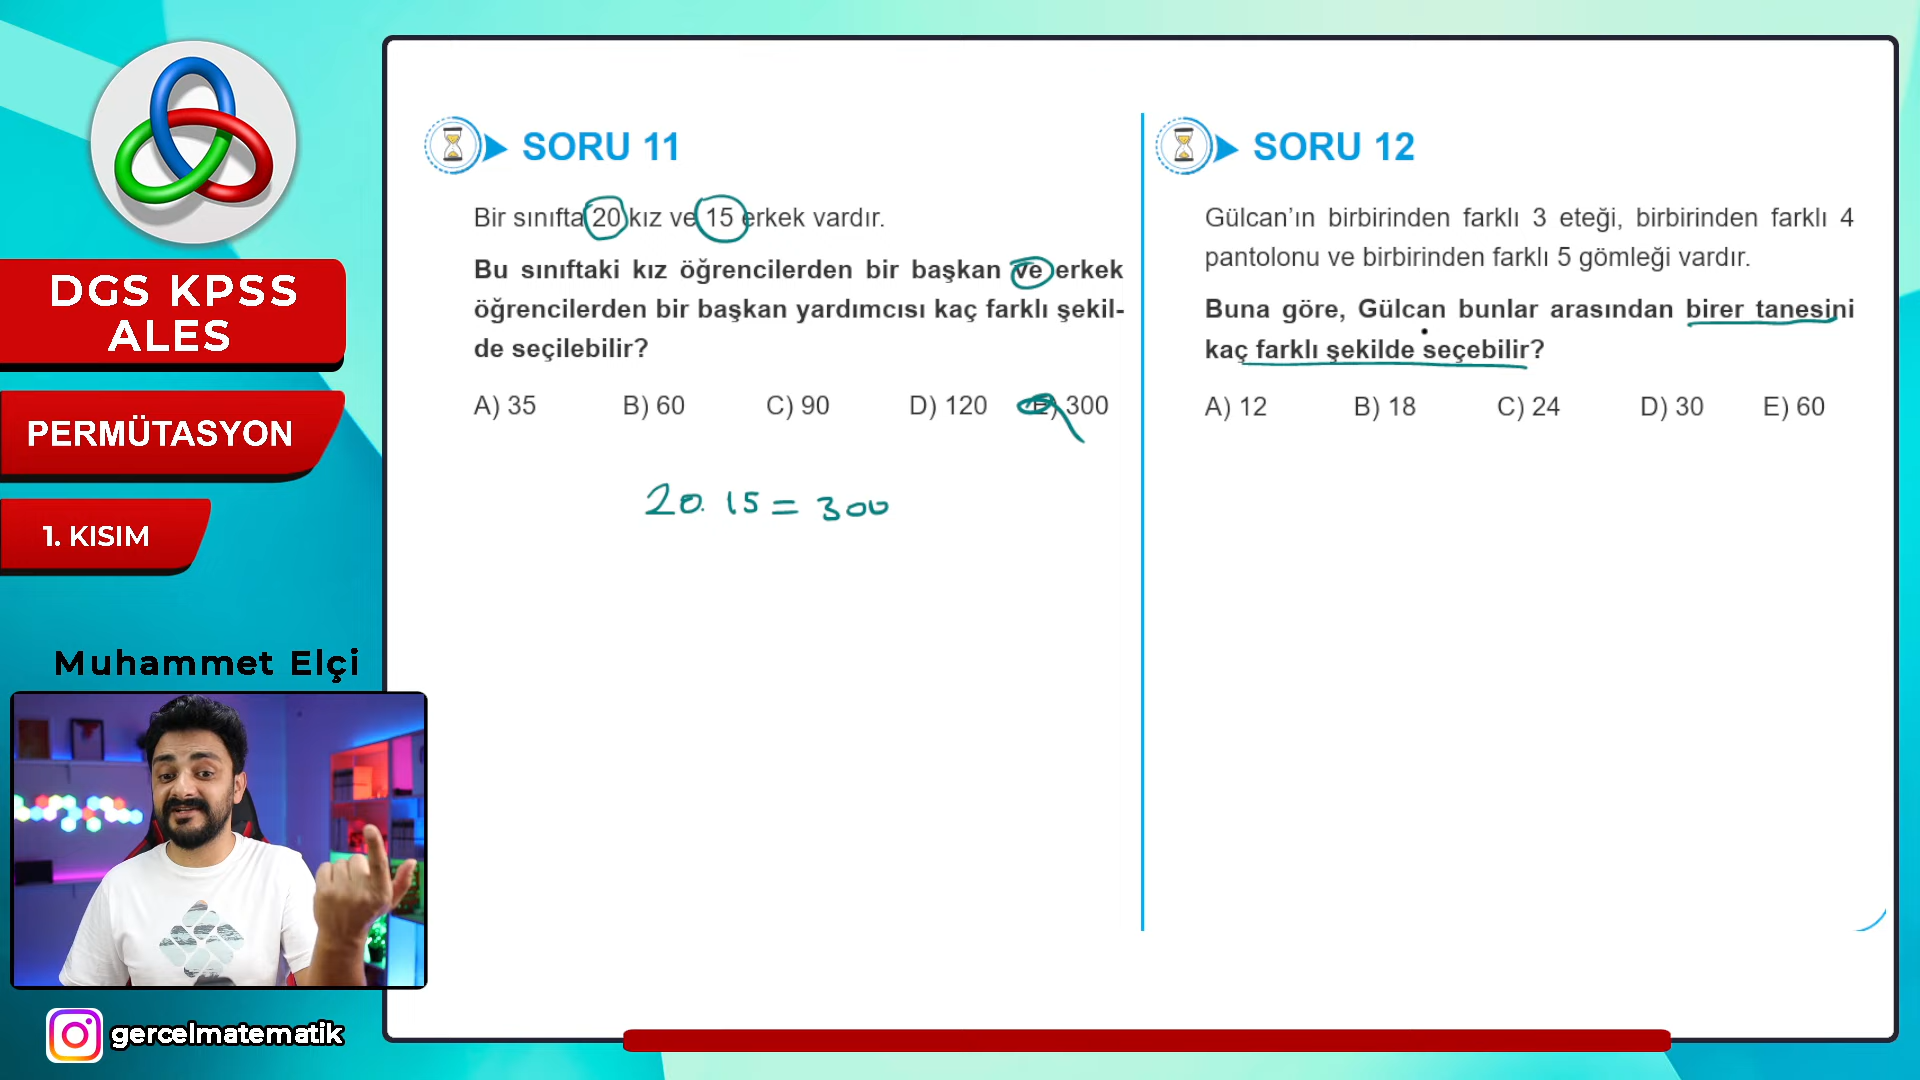 DGS KPSS
ALES
PERMÜTASYON
1. KISIM
Muhammet Elçi
gercelmatematik
SORU 11
Bir sınıfta 20 kız ve 15 erkek vardır.
Bu sınıftaki kız öğrencilerden bir başkan ve erkek
öğrencilerden bir başkan yardımcısı kaç farklı şekil-
de seçilebilir?
A) 35 B) 60 C) 90 D) 120 E) 300
20. 15 = 300
SORU 12
Gülcan’ın birbirinden farklı 3 eteği, birbirinden farklı 4
pantolonu ve birbirinden farklı 5 gömleği vardır.
Buna göre, Gülcan bunlar arasından birer tanesini
kaç farklı şekilde seçebilir?
A) 12 B) 18 C) 24 D) 30 E) 60